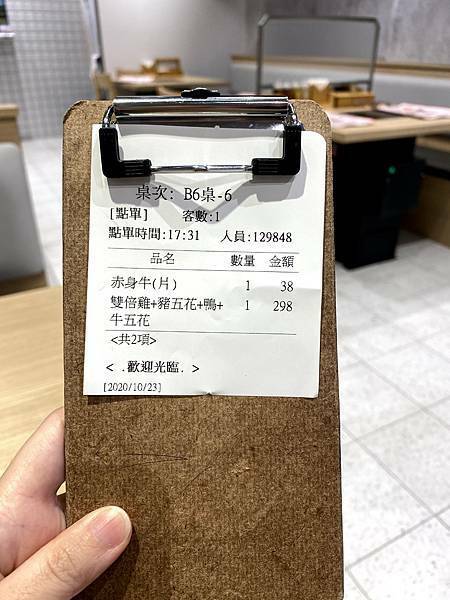 桌次: B6桌-6
[點單] 客數:1
點單時間:17:31 人員:129848
品名 數量 金額
赤身牛(片) 1 38
雙倍雞+豬五花+鴨+ 1 298
牛五花
<共2項>
< .歡迎光臨. >
[2020/10/23]